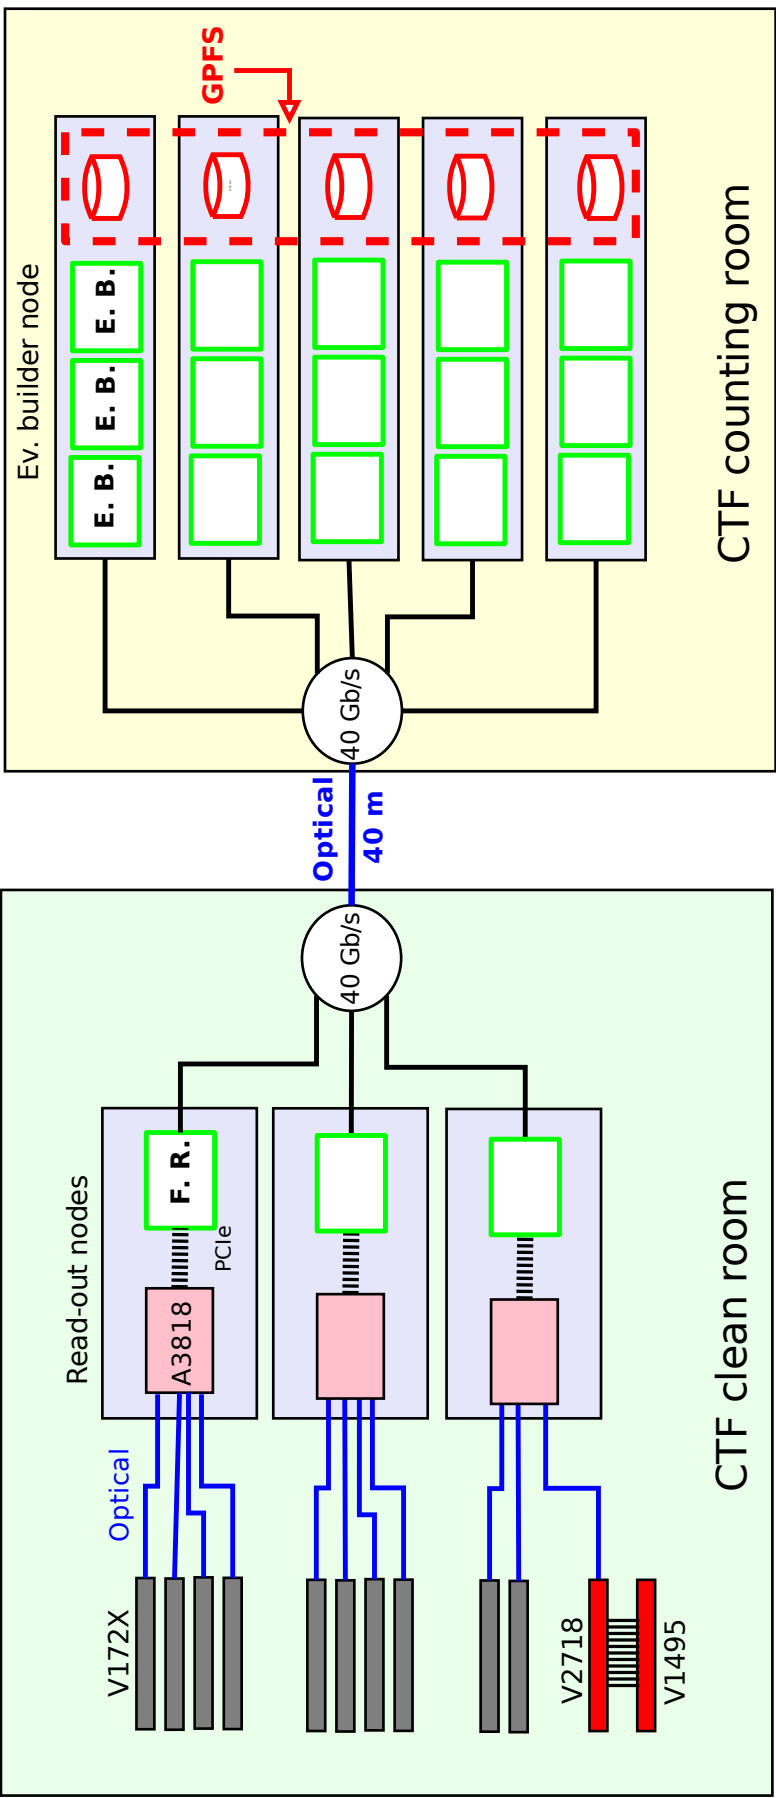 V172X
Optical
Read-out nodes
A3818
PCIe
F. R.
V2718
V1495
CTF clean room
40 Gb/s
Optical
40 m
40 Gb/s
Ev. builder node
E. B.
E. B.
E. B.
GPFS
CTF counting room